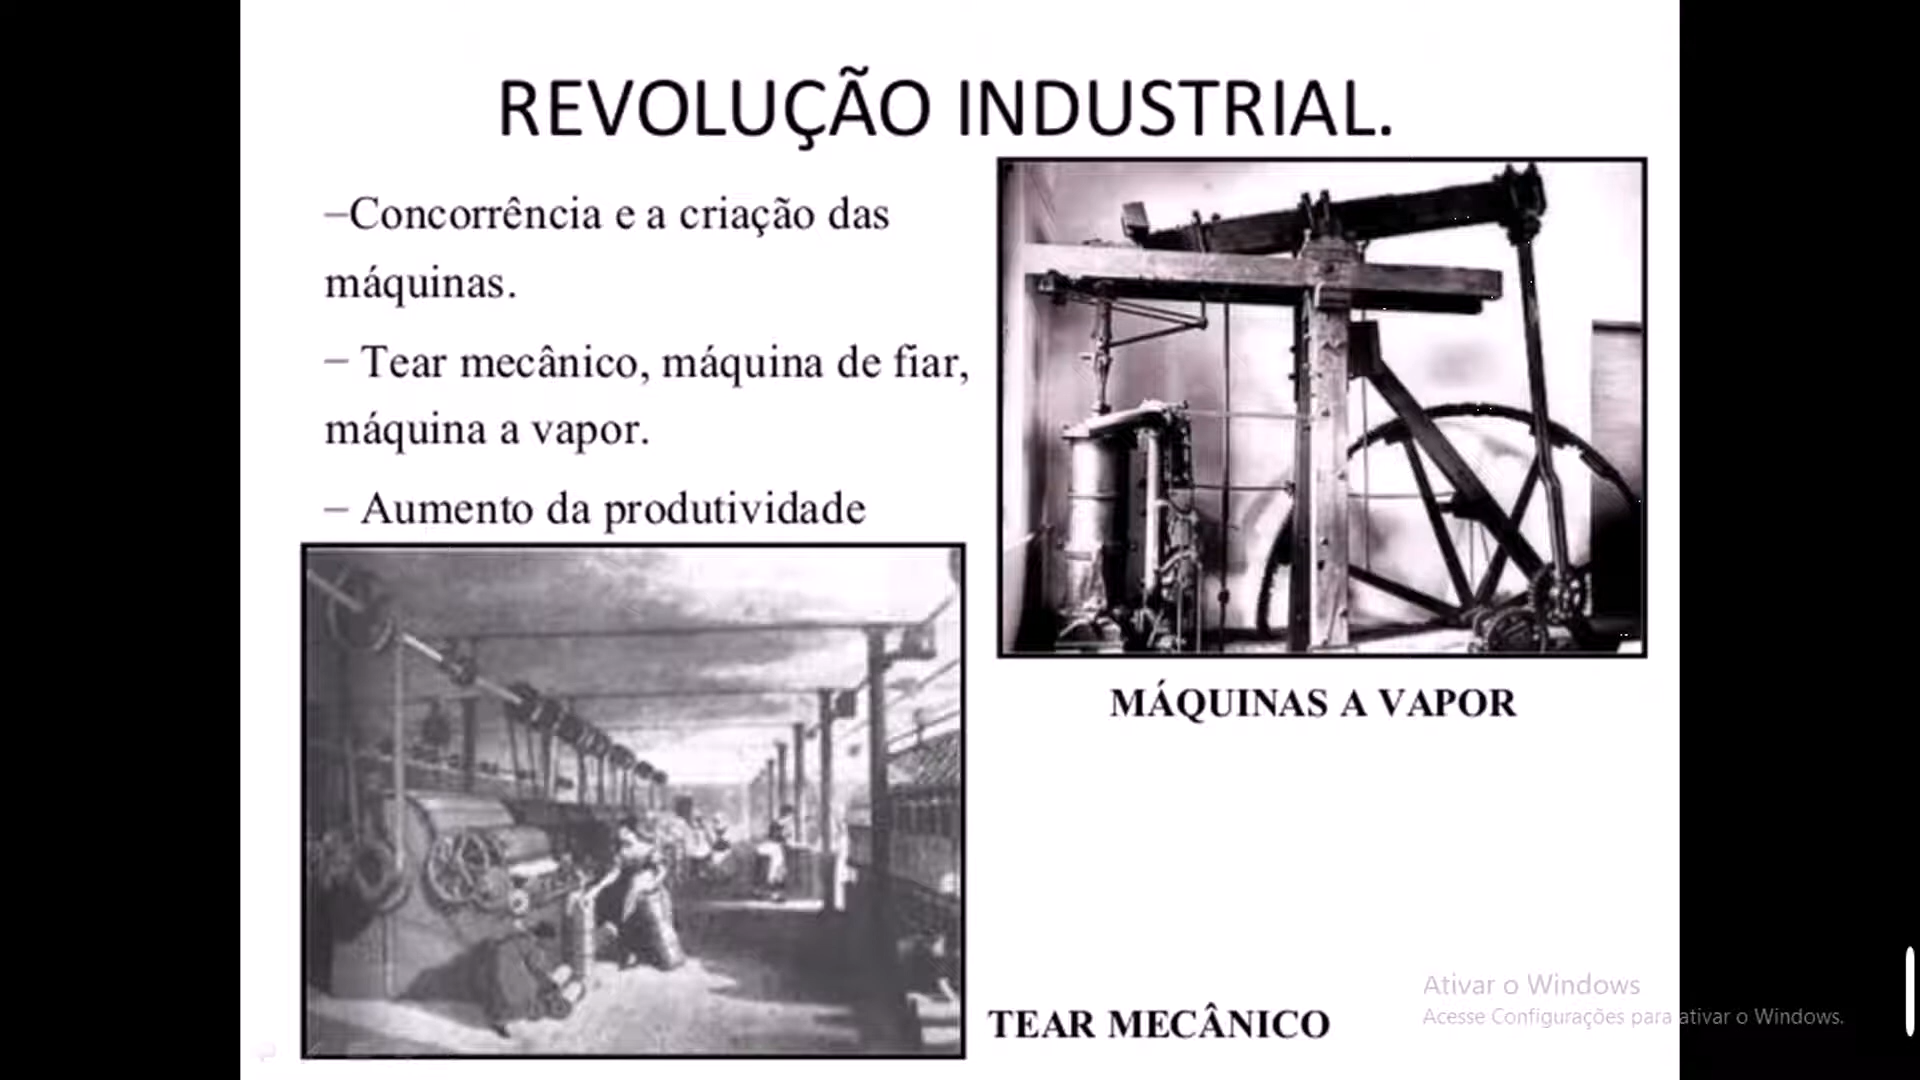 REVOLUÇÃO INDUSTRIAL.
–Concorrência e a criação das
máquinas.
– Tear mecânico, máquina de fiar,
máquina a vapor.
– Aumento da produtividade
MÁQUINAS A VAPOR
TEAR MECÂNICO
Ativar o Windows
Acesse Configurações para ativar o Windows.